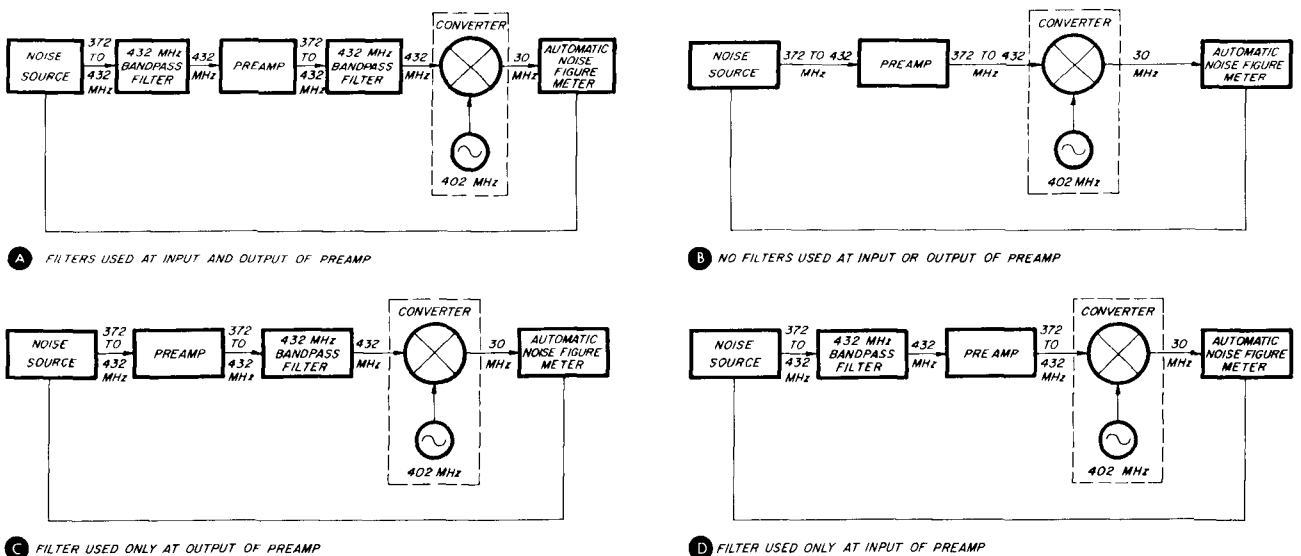 CONVERTER
NOISE
SOURCE
372
TO
432
MHz
432 MHz
BANDPASS
FILTER
432
MHz
PREAMP
372
TO
432
MHz
432 MHz
BANDPASS
FILTER
432
MHz
30
MHz
AUTOMATIC
NOISE FIGURE
METER
402 MHz
A FILTERS USED AT INPUT AND OUTPUT OF PREAMP
CONVERTER
NOISE
SOURCE
372 TO 432
MHz
PREAMP
372 TO 432
MHz
30
MHz
AUTOMATIC
NOISE FIGURE
METER
402 MHz
B NO FILTERS USED AT INPUT OR OUTPUT OF PREAMP
CONVERTER
NOISE
SOURCE
372
TO
432
MHz
PREAMP
372
TO
432
MHz
432 MHz
BANDPASS
FILTER
432
MHz
30
MHz
AUTOMATIC
NOISE FIGURE
METER
402 MHz
C FILTER USED ONLY AT OUTPUT OF PREAMP
CONVERTER
NOISE
SOURCE
372
TO
432
MHz
432 MHz
BANDPASS
FILTER
432
MHz
PREAMP
372
TO
432
MHz
30
MHz
AUTOMATIC
NOISE FIGURE
METER
402 MHz
D FILTER USED ONLY AT INPUT OF PREAMP